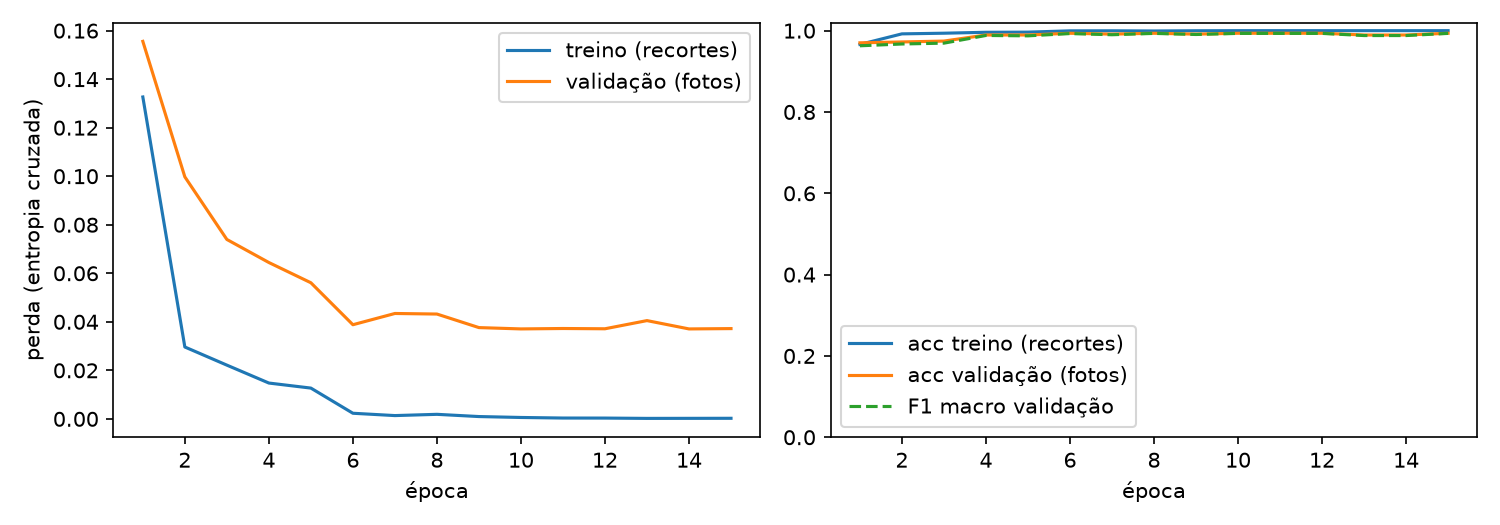 perda (entropia cruzada)
0.16
0.14
0.12
0.10
0.08
0.06
0.04
0.02
0.00
treino (recortes)
validação (fotos)
2 4 6 8 10 12 14
época
1.0
0.8
0.6
0.4
0.2
0.0
acc treino (recortes)
acc validação (fotos)
F1 macro validação
2 4 6 8 10 12 14
época